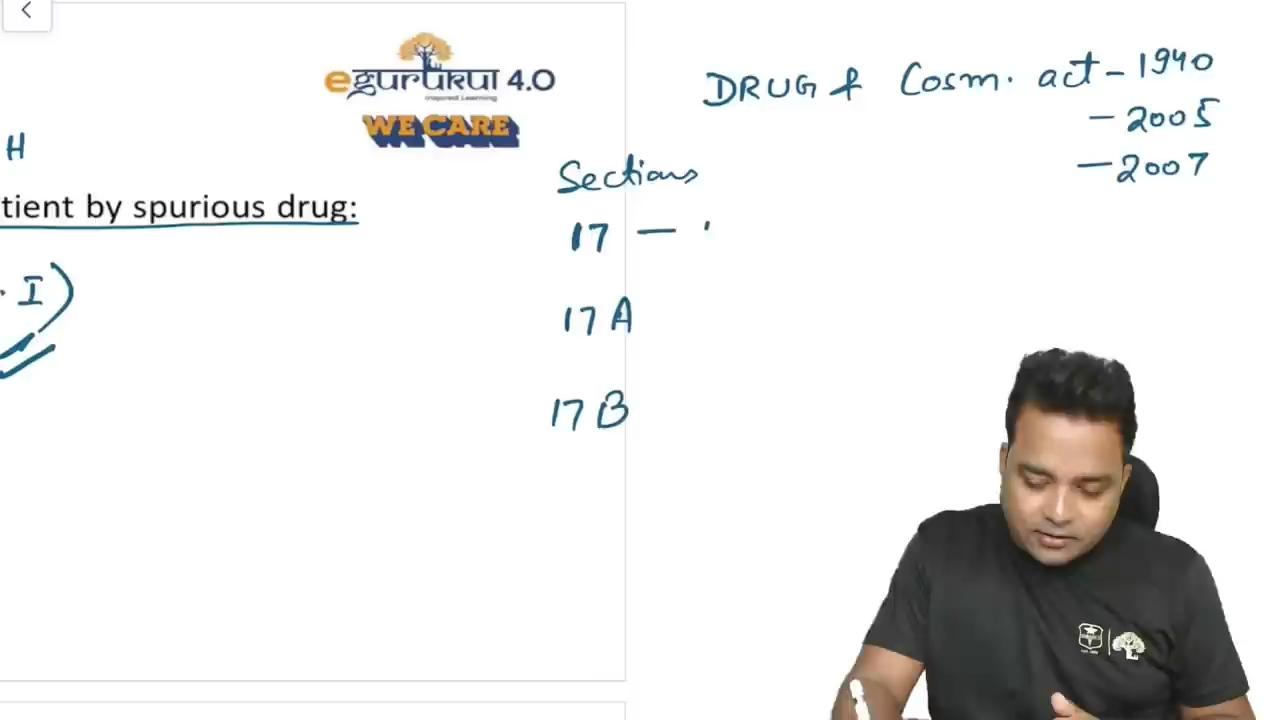 egurukul 4.0
Inspired Learning
WE CARE
DRUG & Cosm. act - 1940
- 2005
- 2007
H
Sections
tient by spurious drug:
17 -
. I)
17 A
17 B